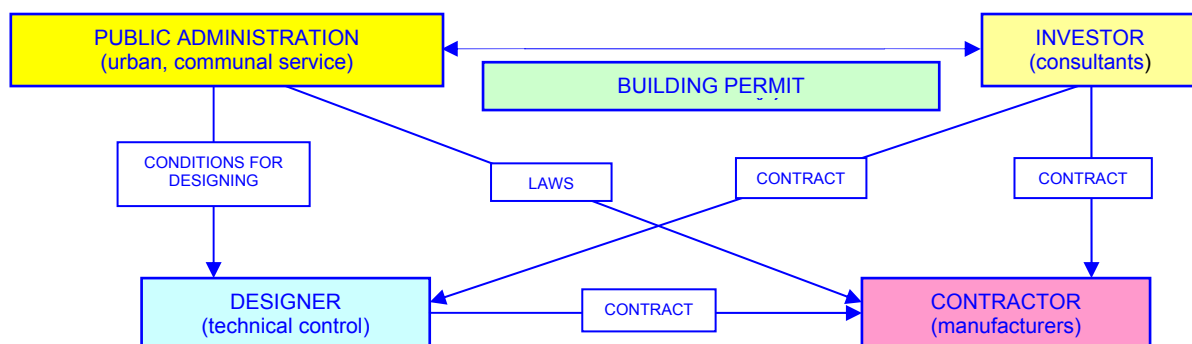 PUBLIC ADMINISTRATION
(urban, communal service)
INVESTOR
(consultants)
BUILDING PERMIT
CONDITIONS FOR
DESIGNING
LAWS
CONTRACT
CONTRACT
DESIGNER
(technical control)
CONTRACT
CONTRACTOR
(manufacturers)